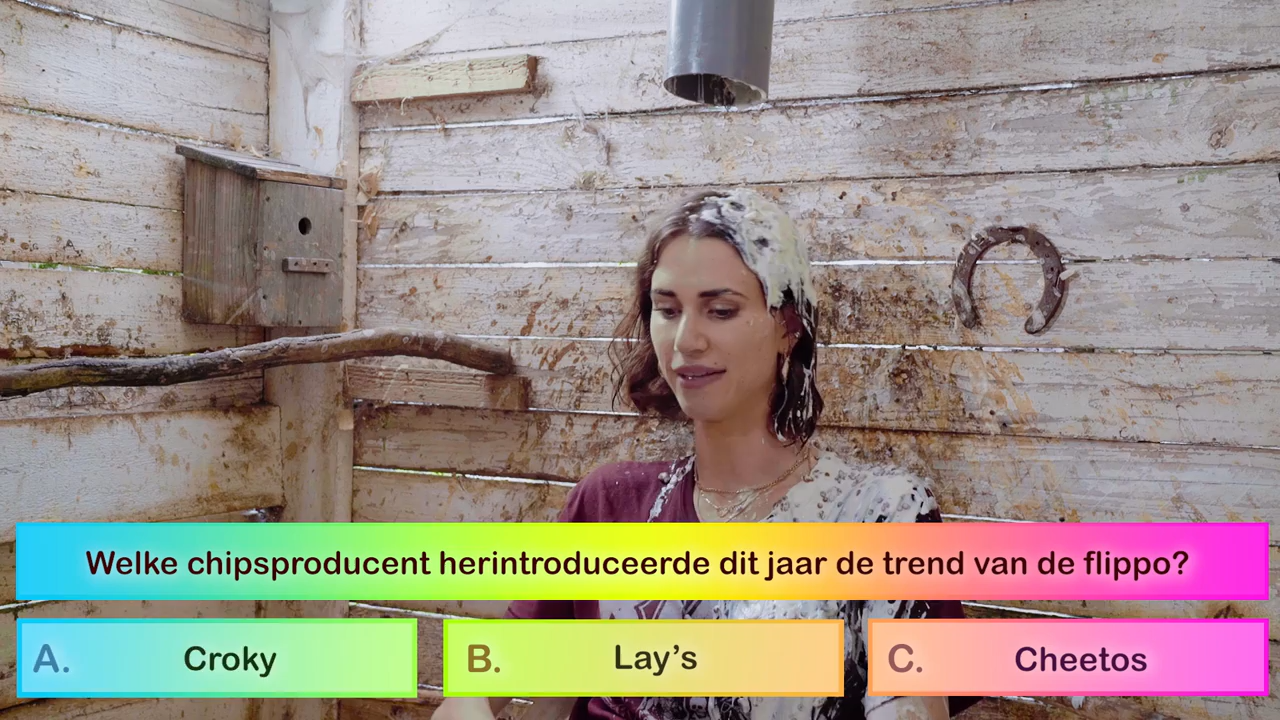 Welke chipsproducent herintroduceerde dit jaar de trend van de flippo?
A. Croky
B. Lay’s
C. Cheetos